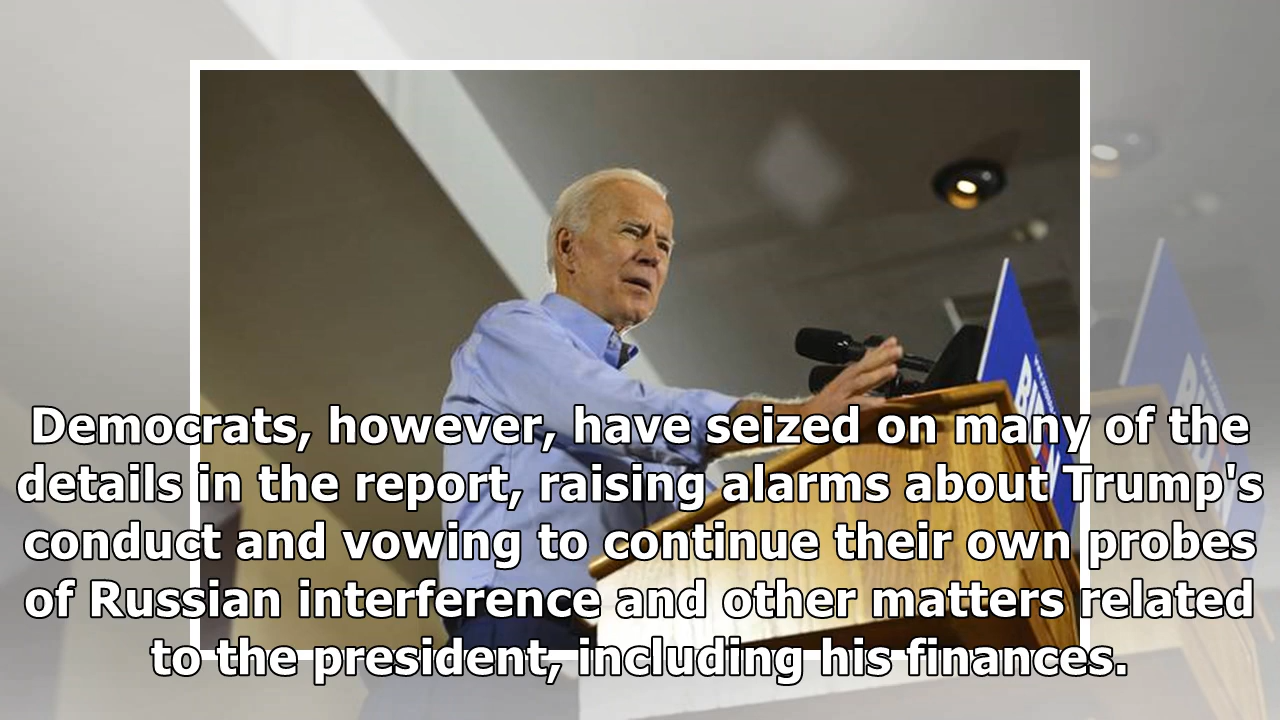 Democrats, however, have seized on many of the
details in the report, raising alarms about Trump's
conduct and vowing to continue their own probes
of Russian interference and other matters related
to the president, including his finances.